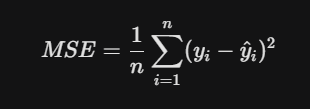 MSE = \frac{1}{n} \sum_{i=1}^{n} (y_i - \hat{y}_i)^2